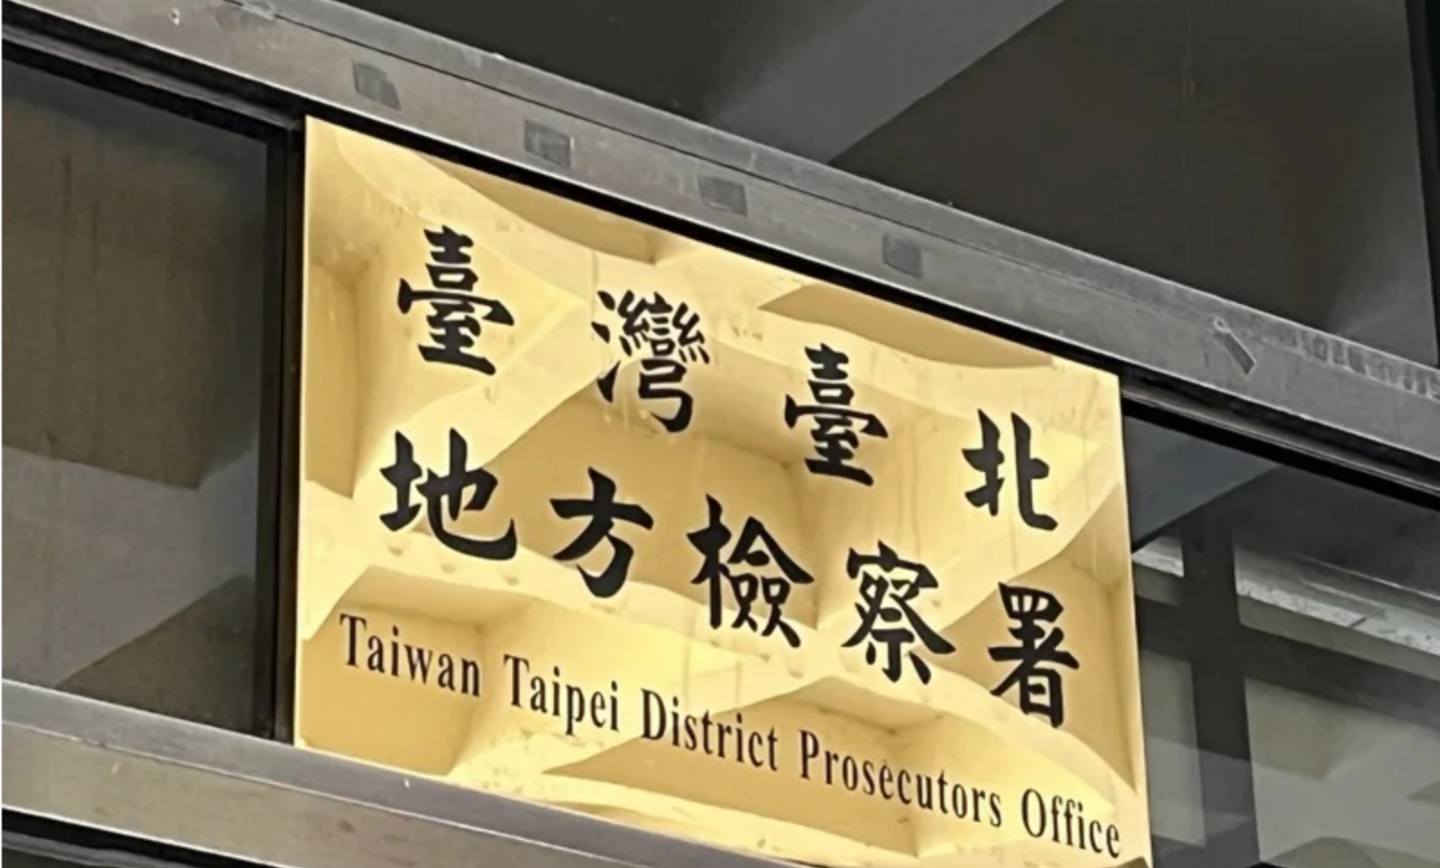 臺灣臺北
地方檢察署
Taiwan Taipei District Prosecutors Office